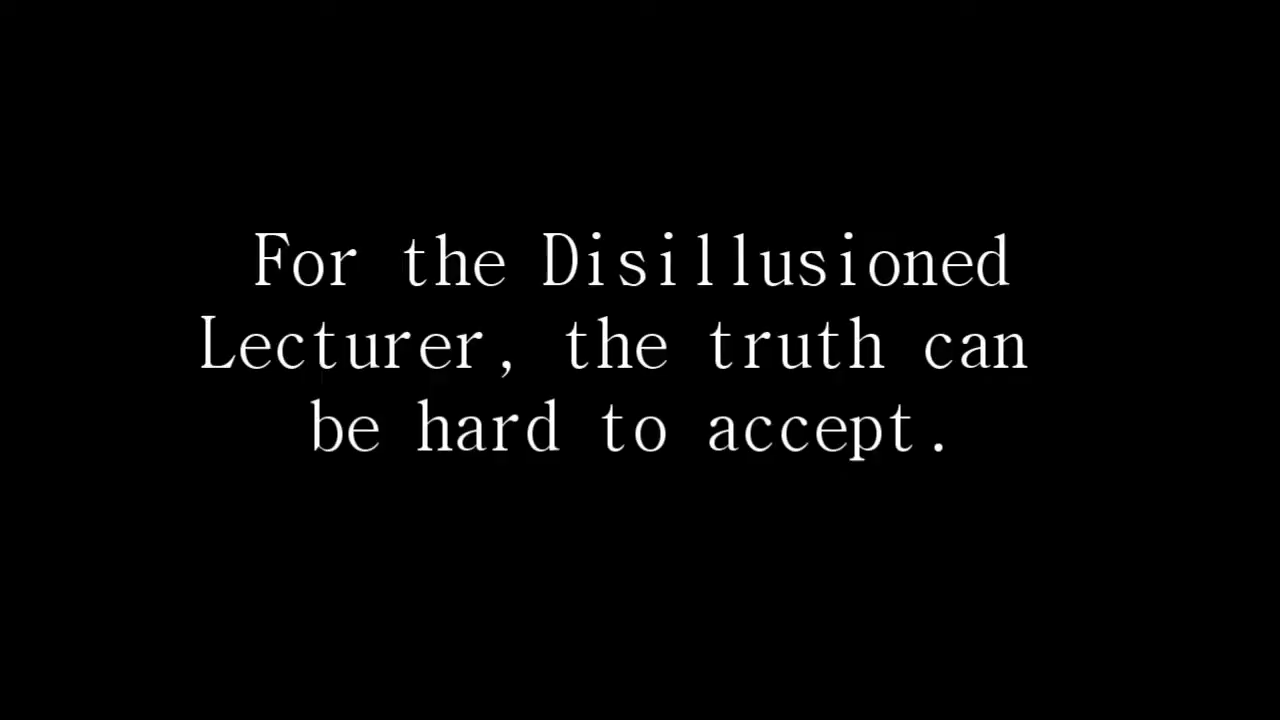 For the Disillusioned
Lecturer, the truth can
be hard to accept.